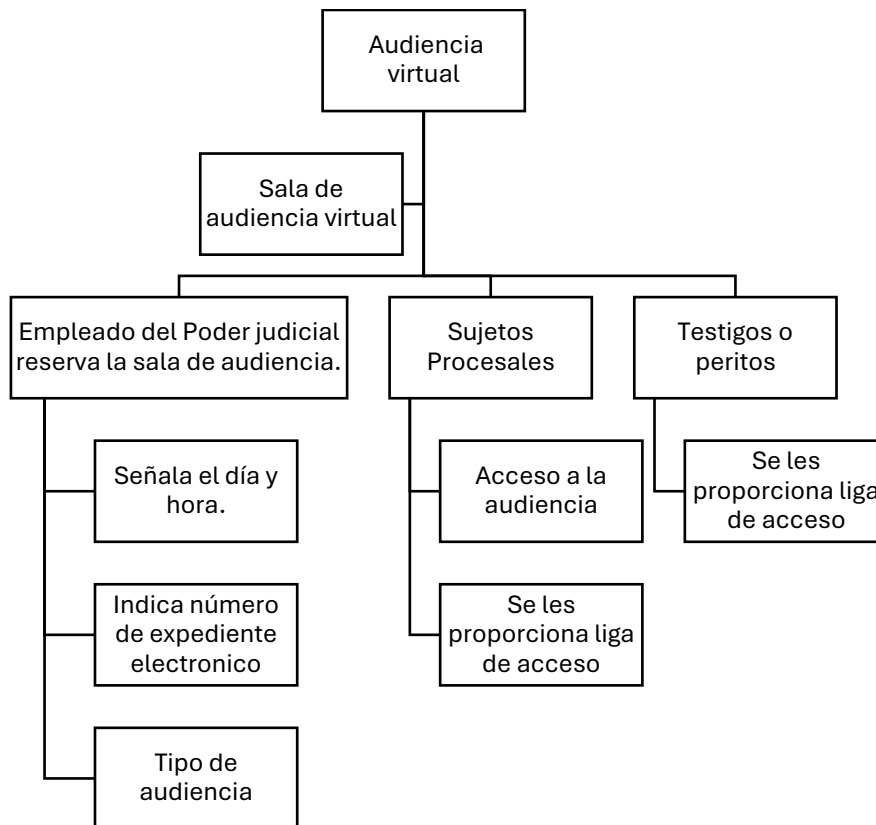 Audiencia
virtual
Sala de
audiencia virtual
Empleado del Poder judicial
reserva la sala de audiencia.
Señala el día y
hora.
Indica número
de expediente
electronico
Tipo de
audiencia
Sujetos
Procesales
Acceso a la
audiencia
Se les
proporciona liga
de acceso
Testigos o
peritos
Se les
proporciona liga
de acceso